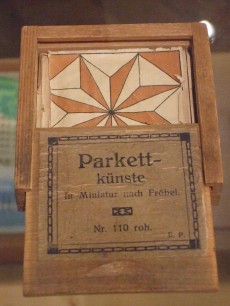 Parkett-
künste
In Miniatur nach Fröbel.
Nr. 110 roh.